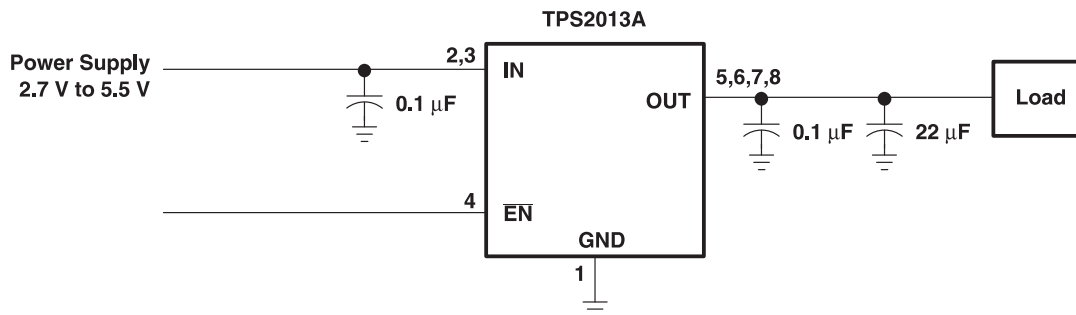 TPS2013A
Power Supply
2.7 V to 5.5 V
2,3
IN
0.1 μF
5,6,7,8
OUT
Load
0.1 μF
22 μF
4
E̅N̅
GND
1